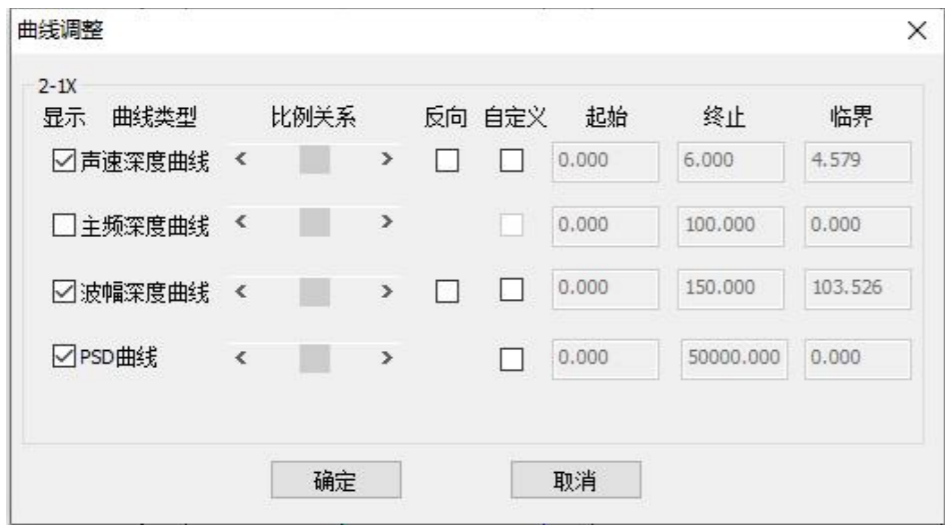 曲线调整
2-1X
显示 曲线类型 比例关系 反向 自定义 起始 终止 临界
声速深度曲线 0.000 6.000 4.579
主频深度曲线 0.000 100.000 0.000
波幅深度曲线 0.000 150.000 103.526
PSD曲线 0.000 50000.000 0.000
确定 取消